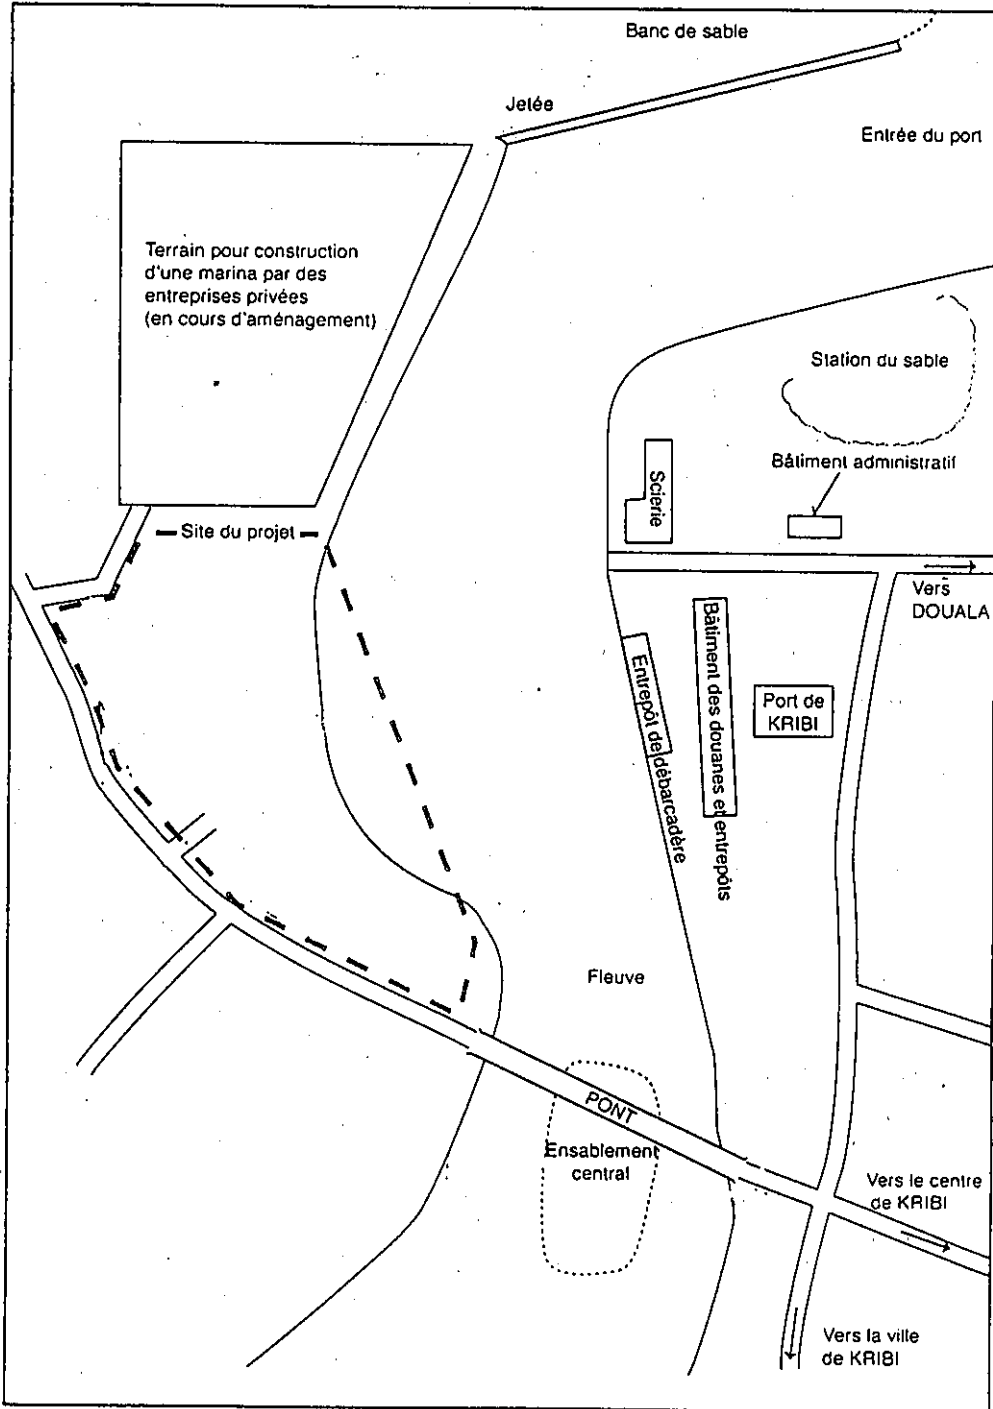 Banc de sable
Jetée
Entrée du port
Terrain pour construction
d'une marina par des
entreprises privées
(en cours d'aménagement)
Station du sable
Bâtiment administratif
Scierie
Site du projet
Vers
DOUALA
Bâtiment des douanes et entrepôts
Entrepôt de débarcadère
Port de
KRIBI
Fleuve
PONT
Ensablement
central
Vers le centre
de KRIBI
Vers la ville
de KRIBI